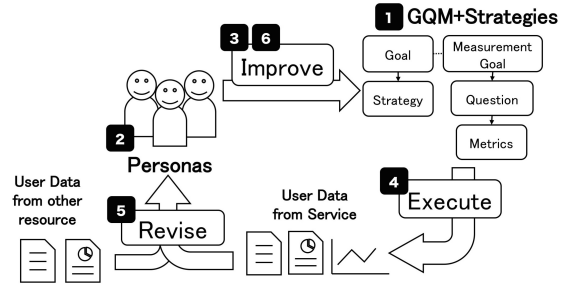 1 GQM+Strategies
3 6
Improve
Goal
Measurement
Goal
Strategy
Question
Metrics
2
Personas
4
Execute
User Data
from other
resource
5
Revise
User Data
from Service